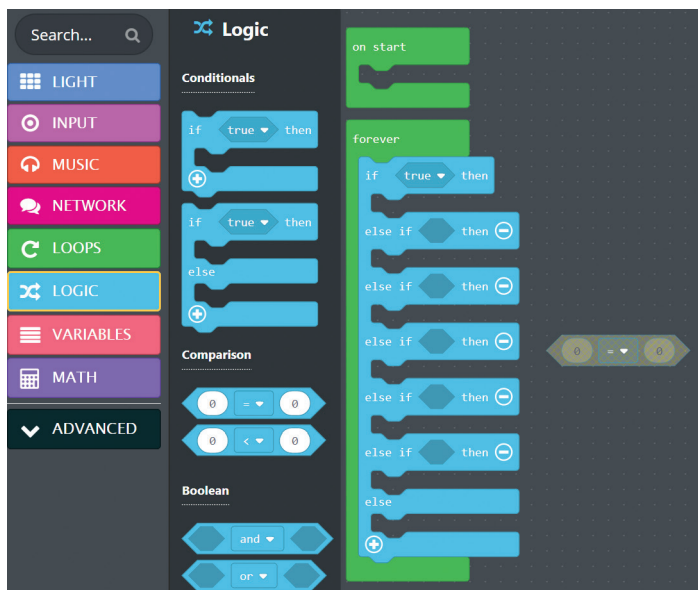 Search...
LIGHT
INPUT
MUSIC
NETWORK
LOOPS
LOGIC
VARIABLES
MATH
ADVANCED
Logic
Conditionals
if true then
if true then
else
Comparison
0 = 0
0 < 0
Boolean
and
or
on start
forever
if true then
else if then
else if then
else if then
else if then
else if then
else
0 = 0